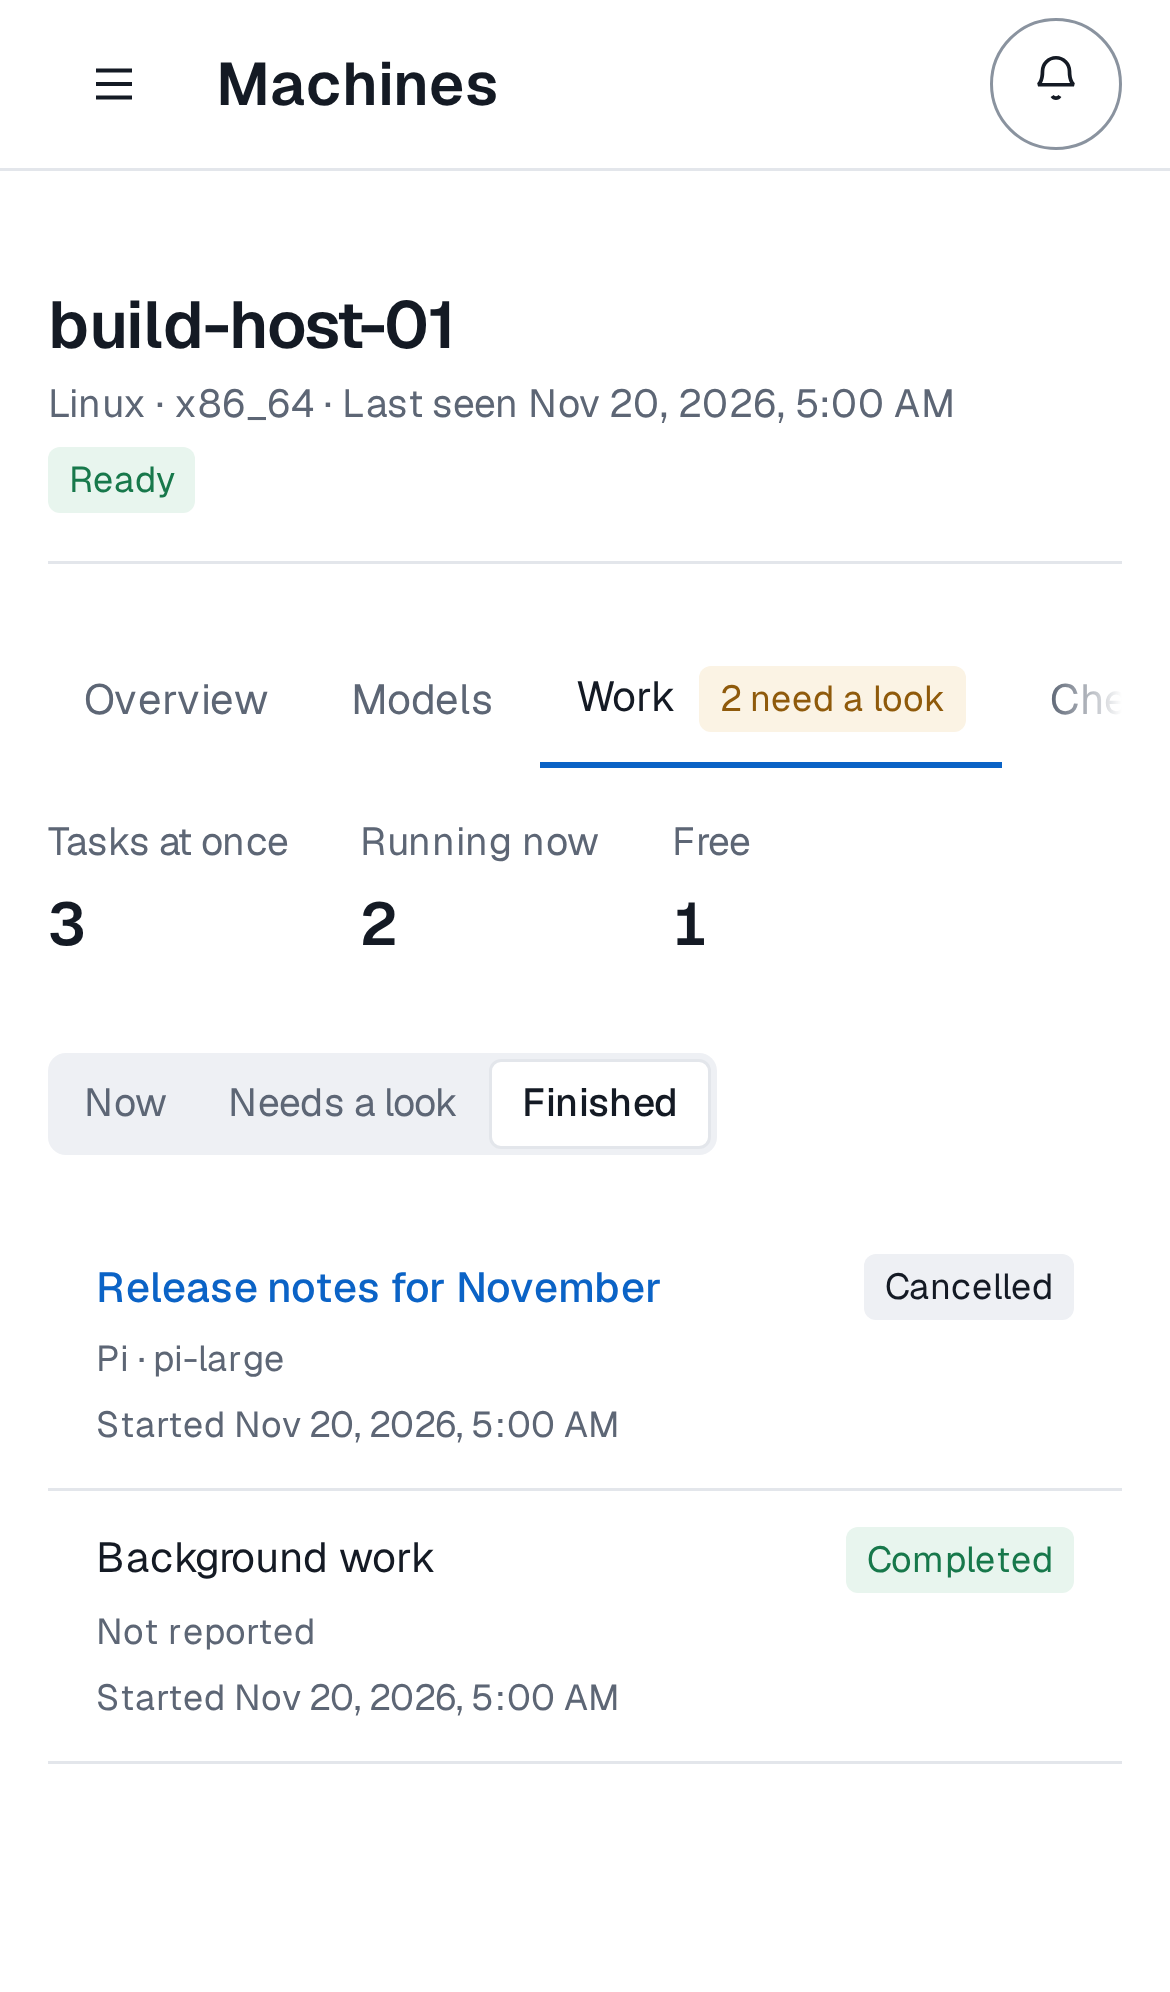 Machines
build-host-01
Linux · x86_64 · Last seen Nov 20, 2026, 5:00 AM
Ready
Overview Models Work 2 need a look Che
Tasks at once Running now Free
3 2 1
Now Needs a look Finished
Release notes for November Cancelled
Pi · pi-large
Started Nov 20, 2026, 5:00 AM
Background work Completed
Not reported
Started Nov 20, 2026, 5:00 AM